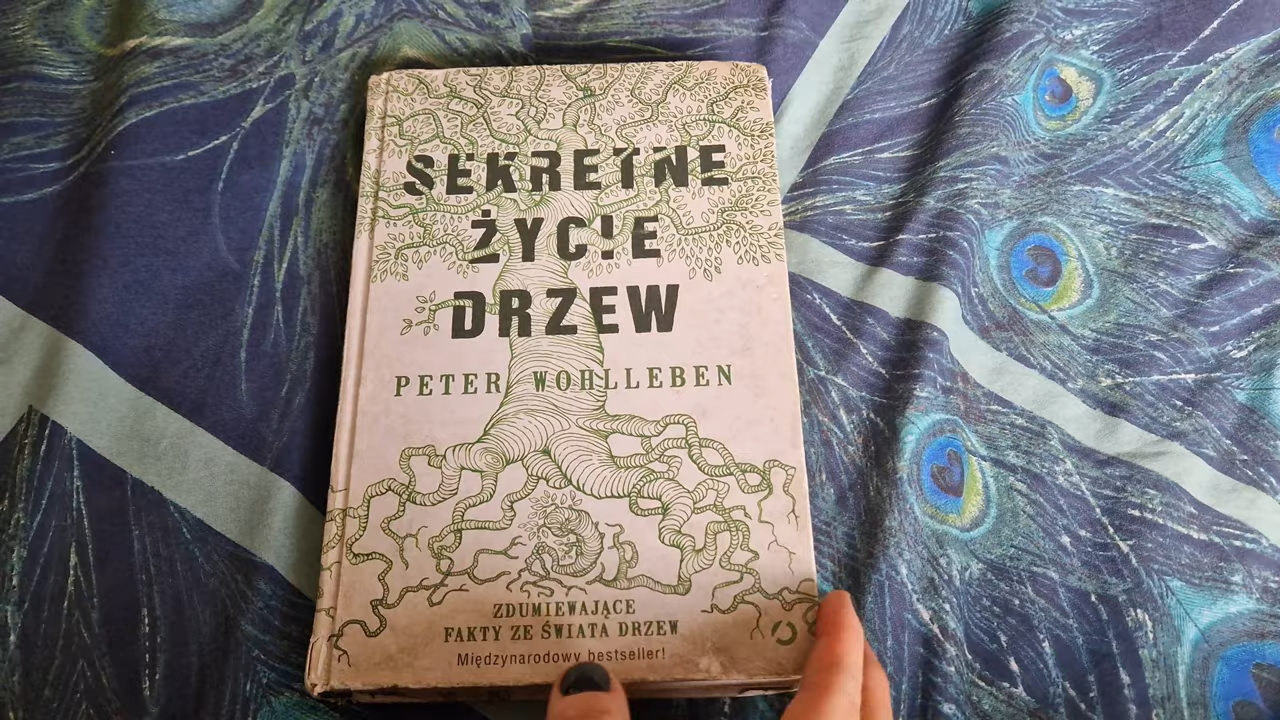 SEKRETNE
ŻYCIE
DRZEW
PETER WOHLLEBEN
ZDUMIEWAJĄCE
FAKTY ZE ŚWIATA DRZEW
Międzynarodowy bestseller!